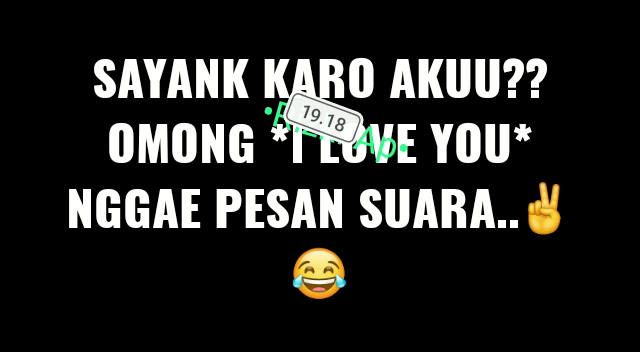 SAYANK KARO AKUU??
19.18
OMONG *I LOVE YOU*
NGGAE PESAN SUARA..✌
😂